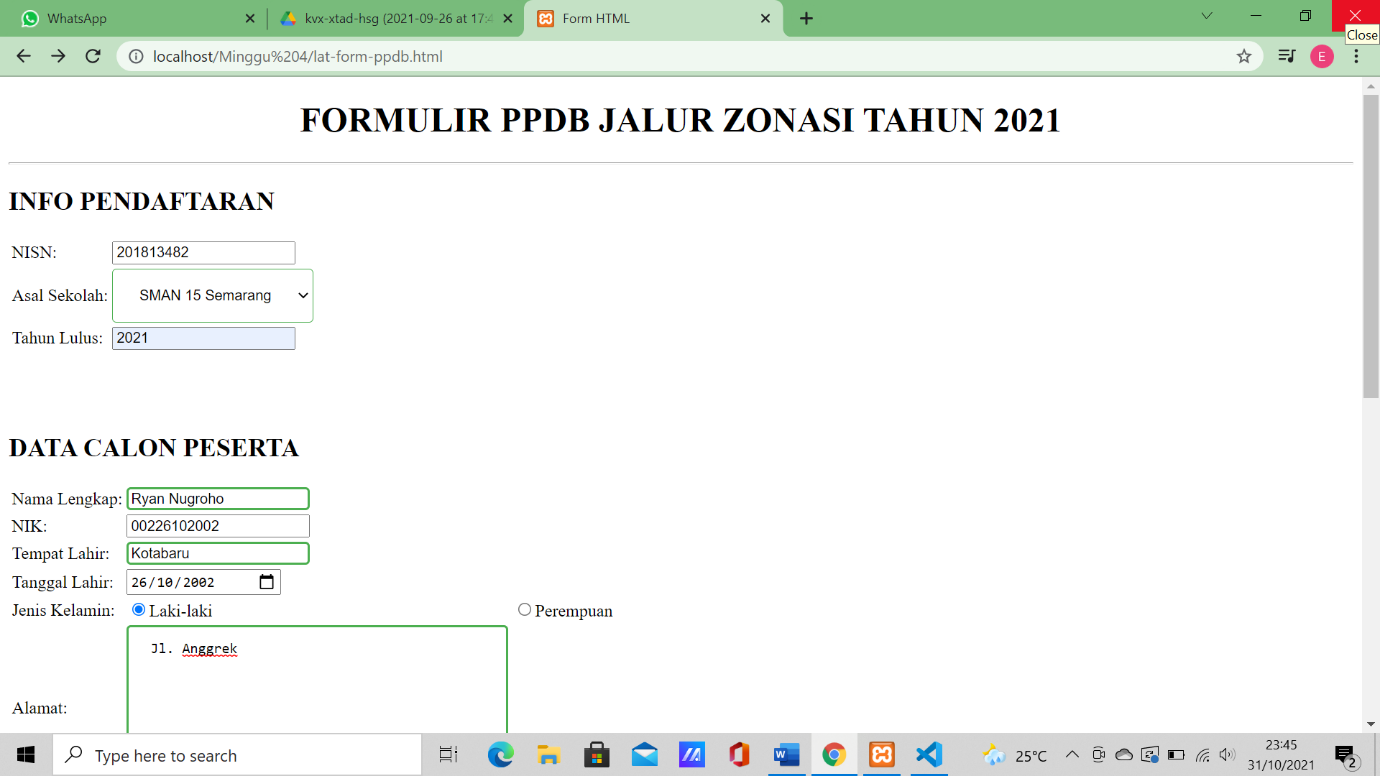 WhatsApp
kvx-xtad-hsg (2021-09-26 at 17:4
Form HTML
Close
localhost/Minggu%204/lat-form-ppdb.html
E
FORMULIR PPDB JALUR ZONASI TAHUN 2021
INFO PENDAFTARAN
NISN: 201813482
Asal Sekolah: SMAN 15 Semarang
Tahun Lulus: 2021
DATA CALON PESERTA
Nama Lengkap: Ryan Nugroho
NIK: 00226102002
Tempat Lahir: Kotabaru
Tanggal Lahir: 26/10/2002
Jenis Kelamin: Laki-laki Perempuan
Jl. Anggrek
Alamat:
Type here to search
25°C
23:45
31/10/2021
2